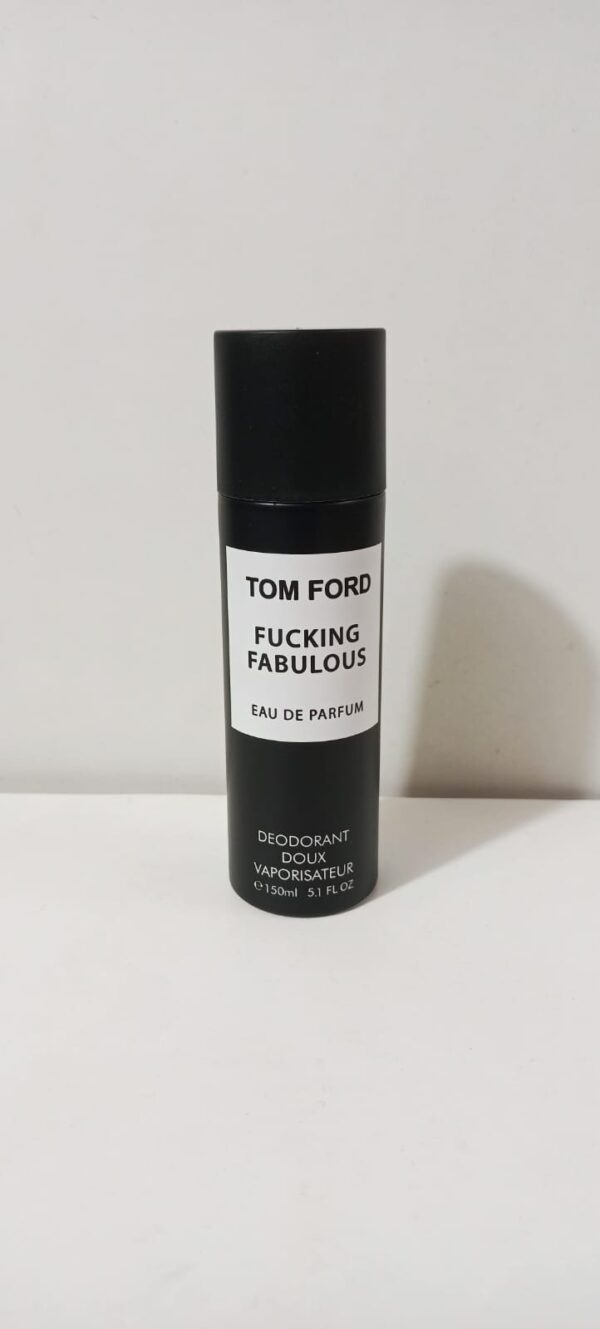 TOM FORD
FUCKING
FABULOUS
EAU DE PARFUM
DEODORANT
DOUX
VAPORISATEUR
℮150ml 5.1 FL OZ